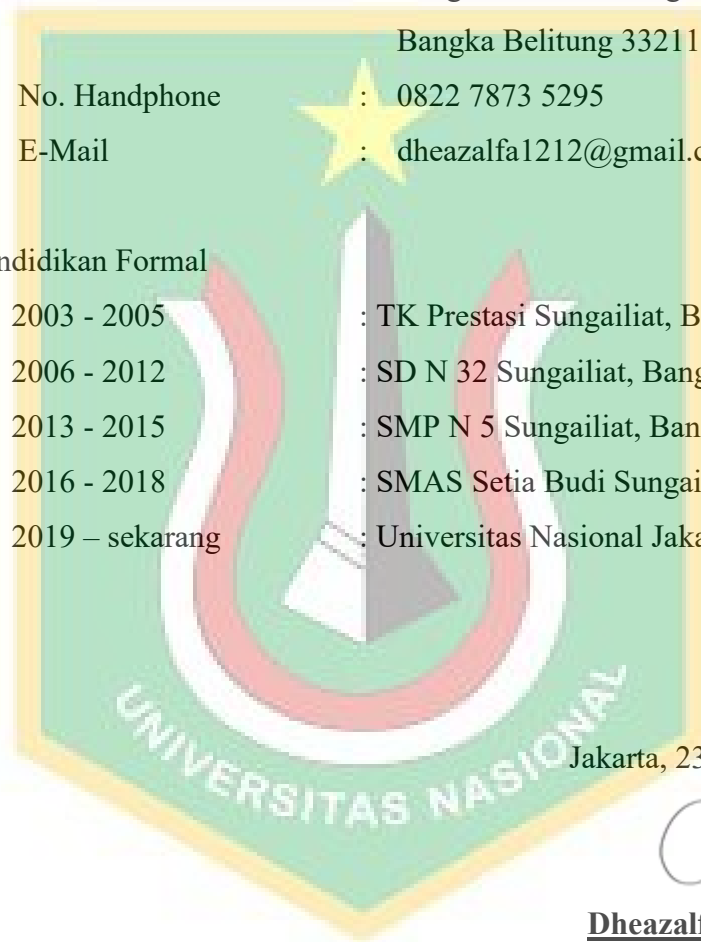 Bangka Belitung 33211
No. Handphone : 0822 7873 5295
E-Mail : dheazalfa1212@gmail.c
ndidikan Formal
2003 - 2005 : TK Prestasi Sungailiat, B
2006 - 2012 : SD N 32 Sungailiat, Bang
2013 - 2015 : SMP N 5 Sungailiat, Ban
2016 - 2018 : SMAS Setia Budi Sungai
2019 – sekarang : Universitas Nasional Jaka
UNIVERSITAS NASIONAL
Jakarta, 23
Dheazalf